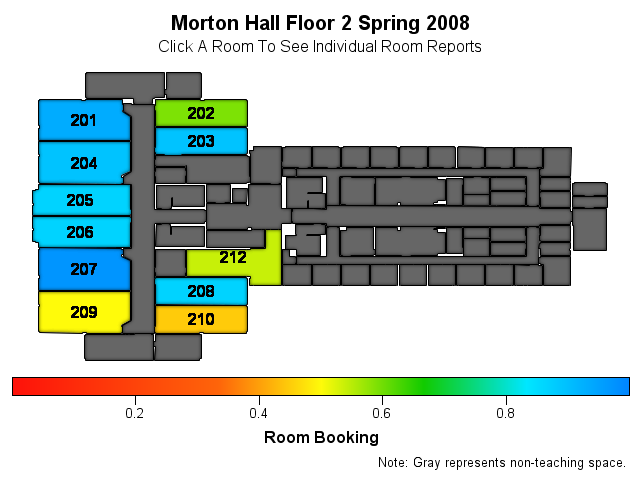 Morton Hall Floor 2 Spring 2008
Click A Room To See Individual Room Reports
201
202
203
204
205
206
212
207
208
209
210
0.2 0.4 0.6 0.8
Room Booking
Note: Gray represents non-teaching space.